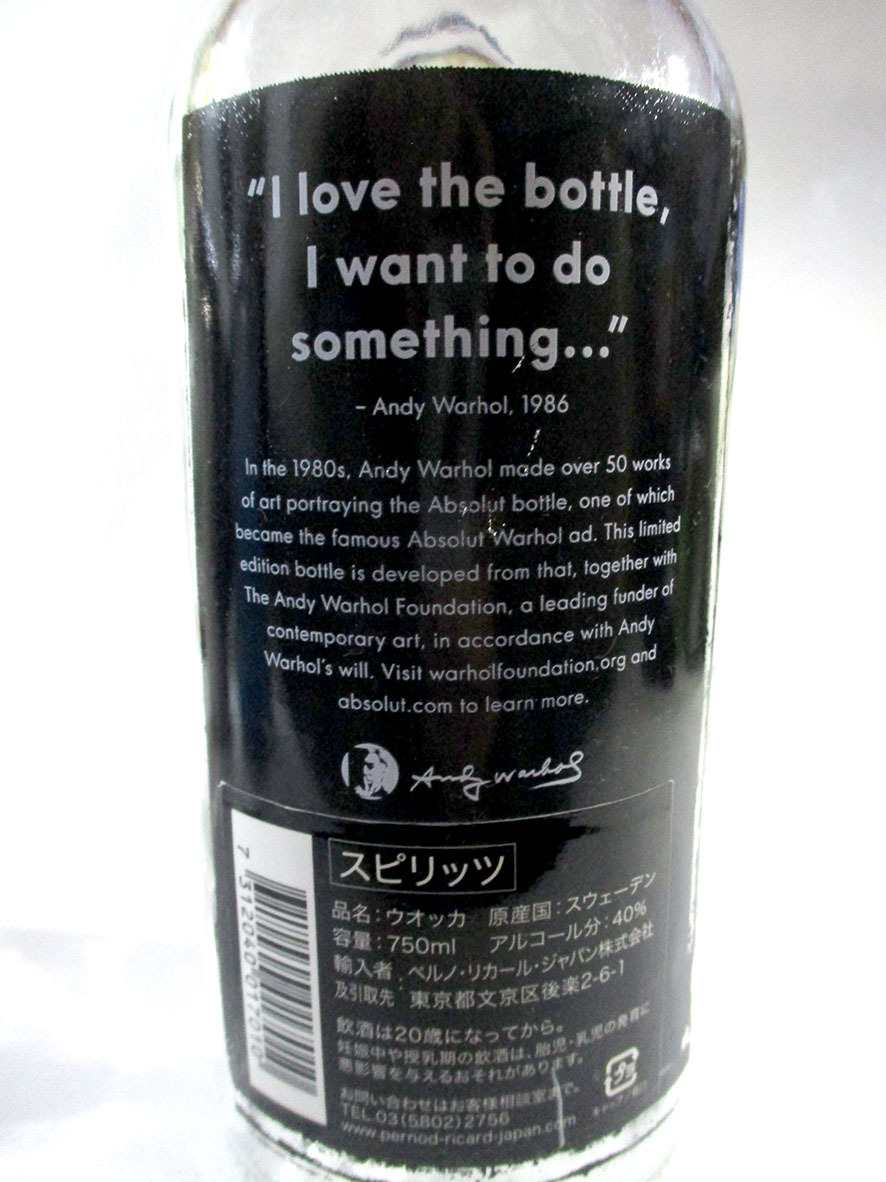 “I love the bottle,
I want to do
something...”
– Andy Warhol, 1986
In the 1980s, Andy Warhol made over 50 works
of art portraying the Absolut bottle, one of which
became the famous Absolut Warhol ad. This limited
edition bottle is developed from that, together with
The Andy Warhol Foundation, a leading funder of
contemporary art, in accordance with Andy
Warhol’s will. Visit warholfoundation.org and
absolut.com to learn more.
Andy Warhol
7 312040 017010
スピリッツ
品名：ウオッカ 原産国：スウェーデン
容量：750ml アルコール分：40%
輸入者 : ペルノ・リカール・ジャパン株式会社
及引取先 東京都文京区後楽2-6-1
飲酒は20歳になってから。
妊娠中や授乳期の飲酒は、胎児・乳児の発育に
悪影響を与えるおそれがあります。
お問い合わせはお客様相談室まで。
TEL.03(5802)2756
www.pernod-ricard-japan.com